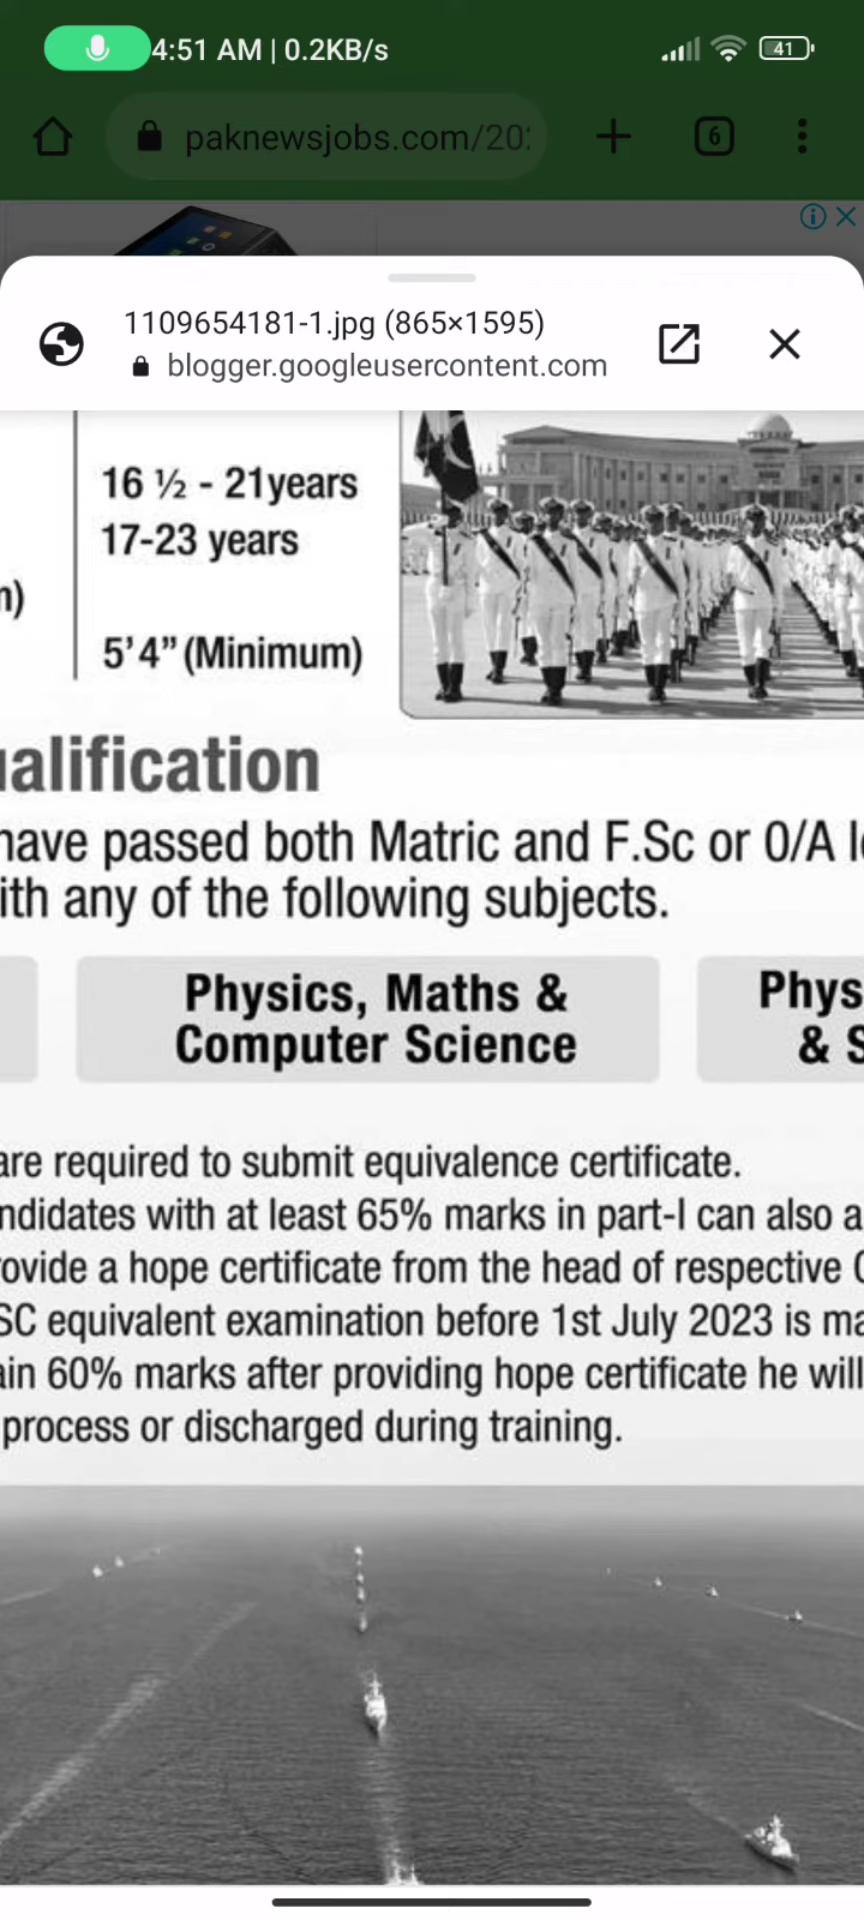 4:51 AM | 0.2KB/s
41
paknewsjobs.com/20
6
1109654181-1.jpg (865×1595)
blogger.googleusercontent.com
16 ½ - 21years
17-23 years
n)
5'4" (Minimum)
alification
have passed both Matric and F.Sc or O/A l
ith any of the following subjects.
Physics, Maths &
Computer Science
Phys
& S
are required to submit equivalence certificate.
ndidates with at least 65% marks in part-I can also a
ovide a hope certificate from the head of respective
SC equivalent examination before 1st July 2023 is ma
ain 60% marks after providing hope certificate he will
process or discharged during training.